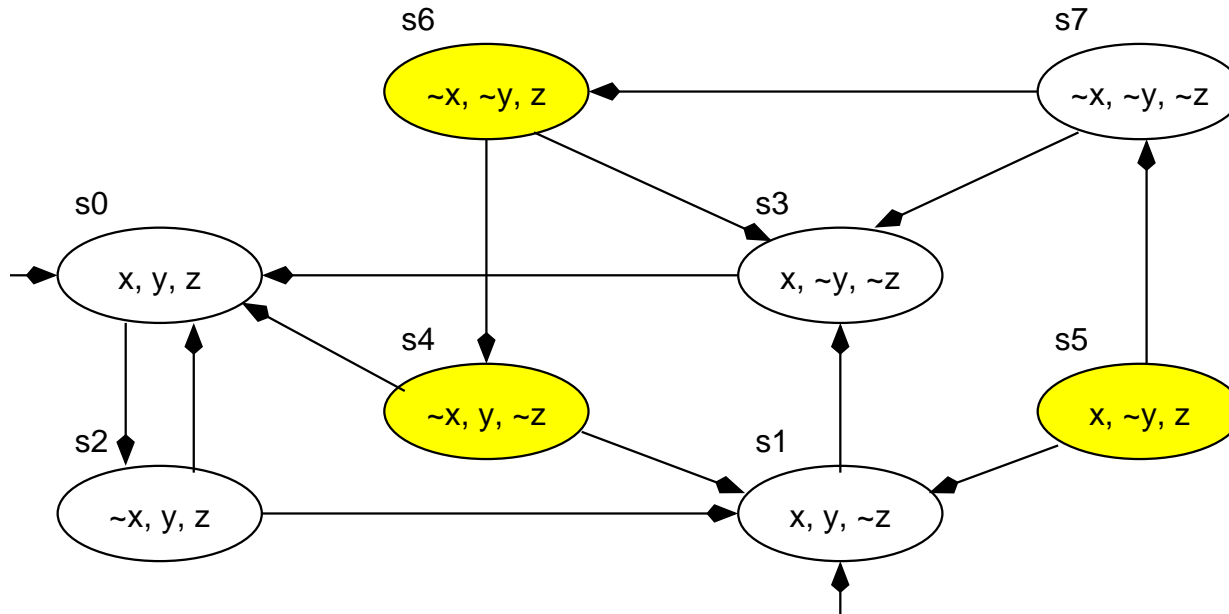 s6
s7
~x, ~y, z
~x, ~y, ~z
s0
s3
x, y, z
x, ~y, ~z
s4
s5
~x, y, ~z
x, ~y, z
s2
s1
~x, y, z
x, y, ~z